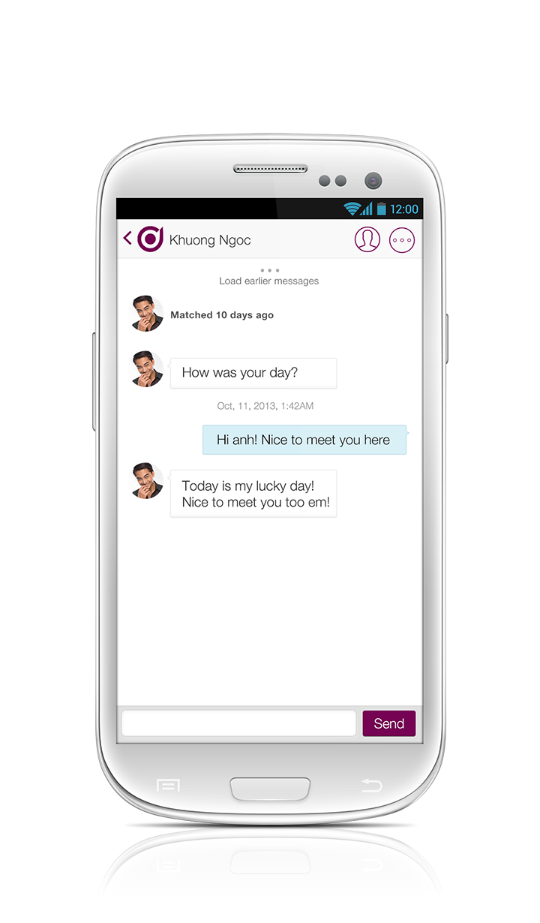 12:00
Khuong Ngoc
Load earlier messages
Matched 10 days ago
How was your day?
Oct, 11, 2013, 1:42AM
Hi anh! Nice to meet you here
Today is my lucky day!
Nice to meet you too em!
Send